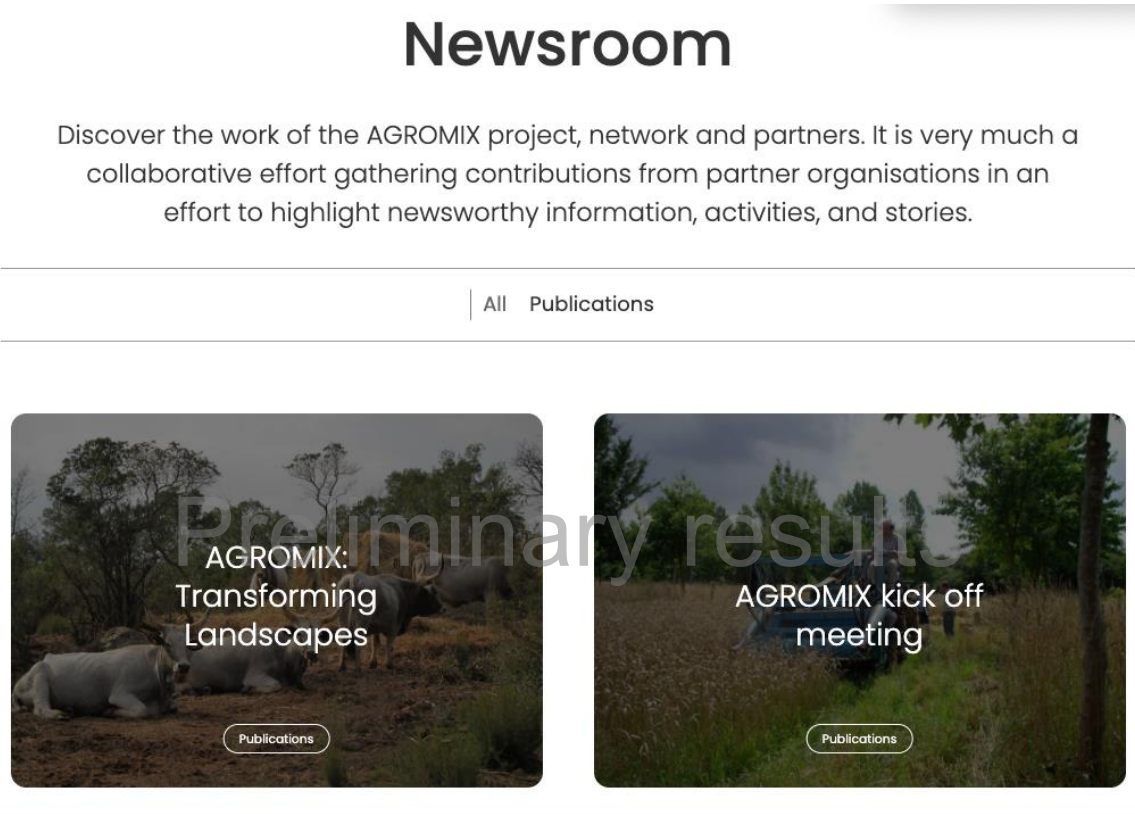 Newsroom
Discover the work of the AGROMIX project, network and partners. It is very much a
collaborative effort gathering contributions from partner organisations in an
effort to highlight newsworthy information, activities, and stories.
All Publications
Preliminary results
AGROMIX:
Transforming
Landscapes
Publications
AGROMIX kick off
meeting
Publications